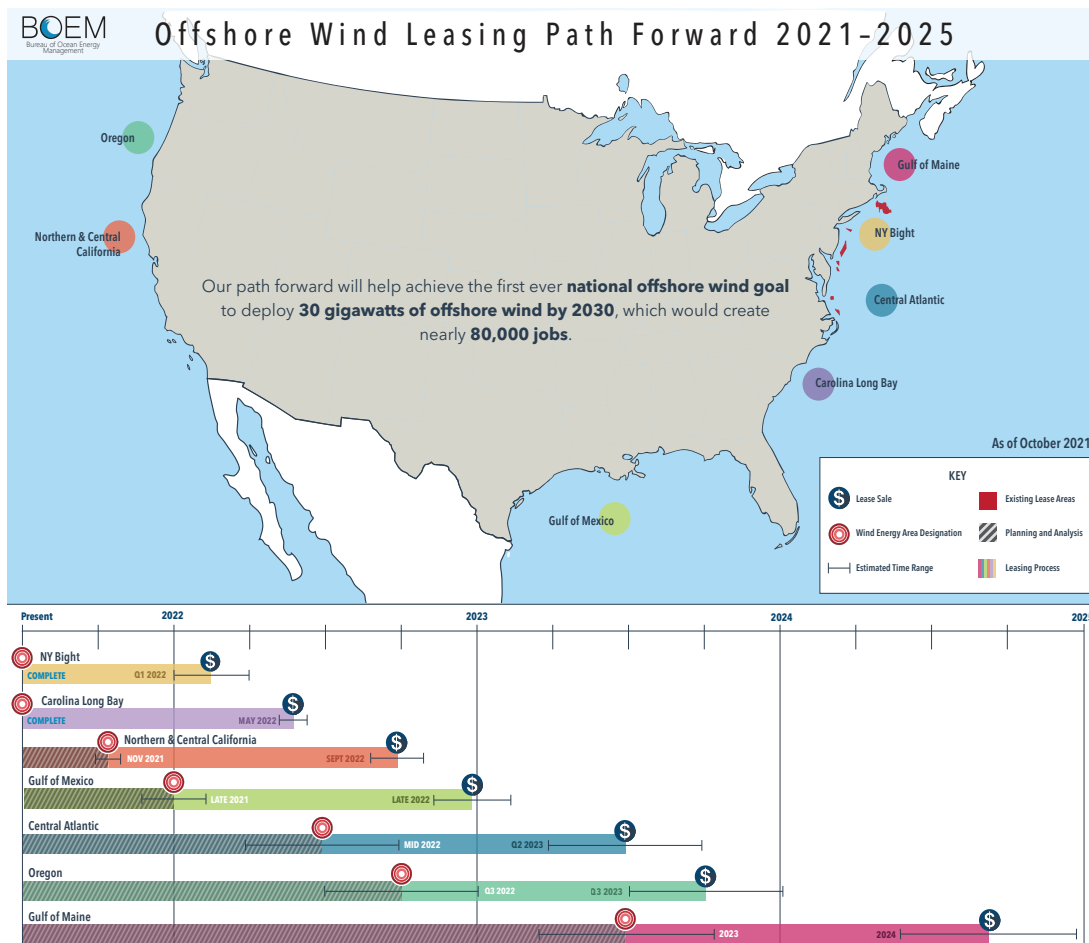 BOEM
Bureau of Ocean Energy
Management
Offshore Wind Leasing Path Forward 2021–2025
Oregon
Gulf of Maine
Northern & Central
California
NY Bight
Our path forward will help achieve the first ever national offshore wind goal
to deploy 30 gigawatts of offshore wind by 2030, which would create
nearly 80,000 jobs.
Central Atlantic
Carolina Long Bay
Gulf of Mexico
As of October 2021
KEY
$ Lease Sale
Existing Lease Areas
Wind Energy Area Designation
Planning and Analysis
Estimated Time Range
Leasing Process
Present 2022 2023 2024 2025
NY Bight $
COMPLETE Q1 2022
Carolina Long Bay $
COMPLETE MAY 2022
Northern & Central California $
NOV 2021 SEPT 2022
Gulf of Mexico $
LATE 2021 LATE 2022
Central Atlantic $
MID 2022 Q2 2023
Oregon $
Q3 2022 Q3 2023
Gulf of Maine $
2023 2024